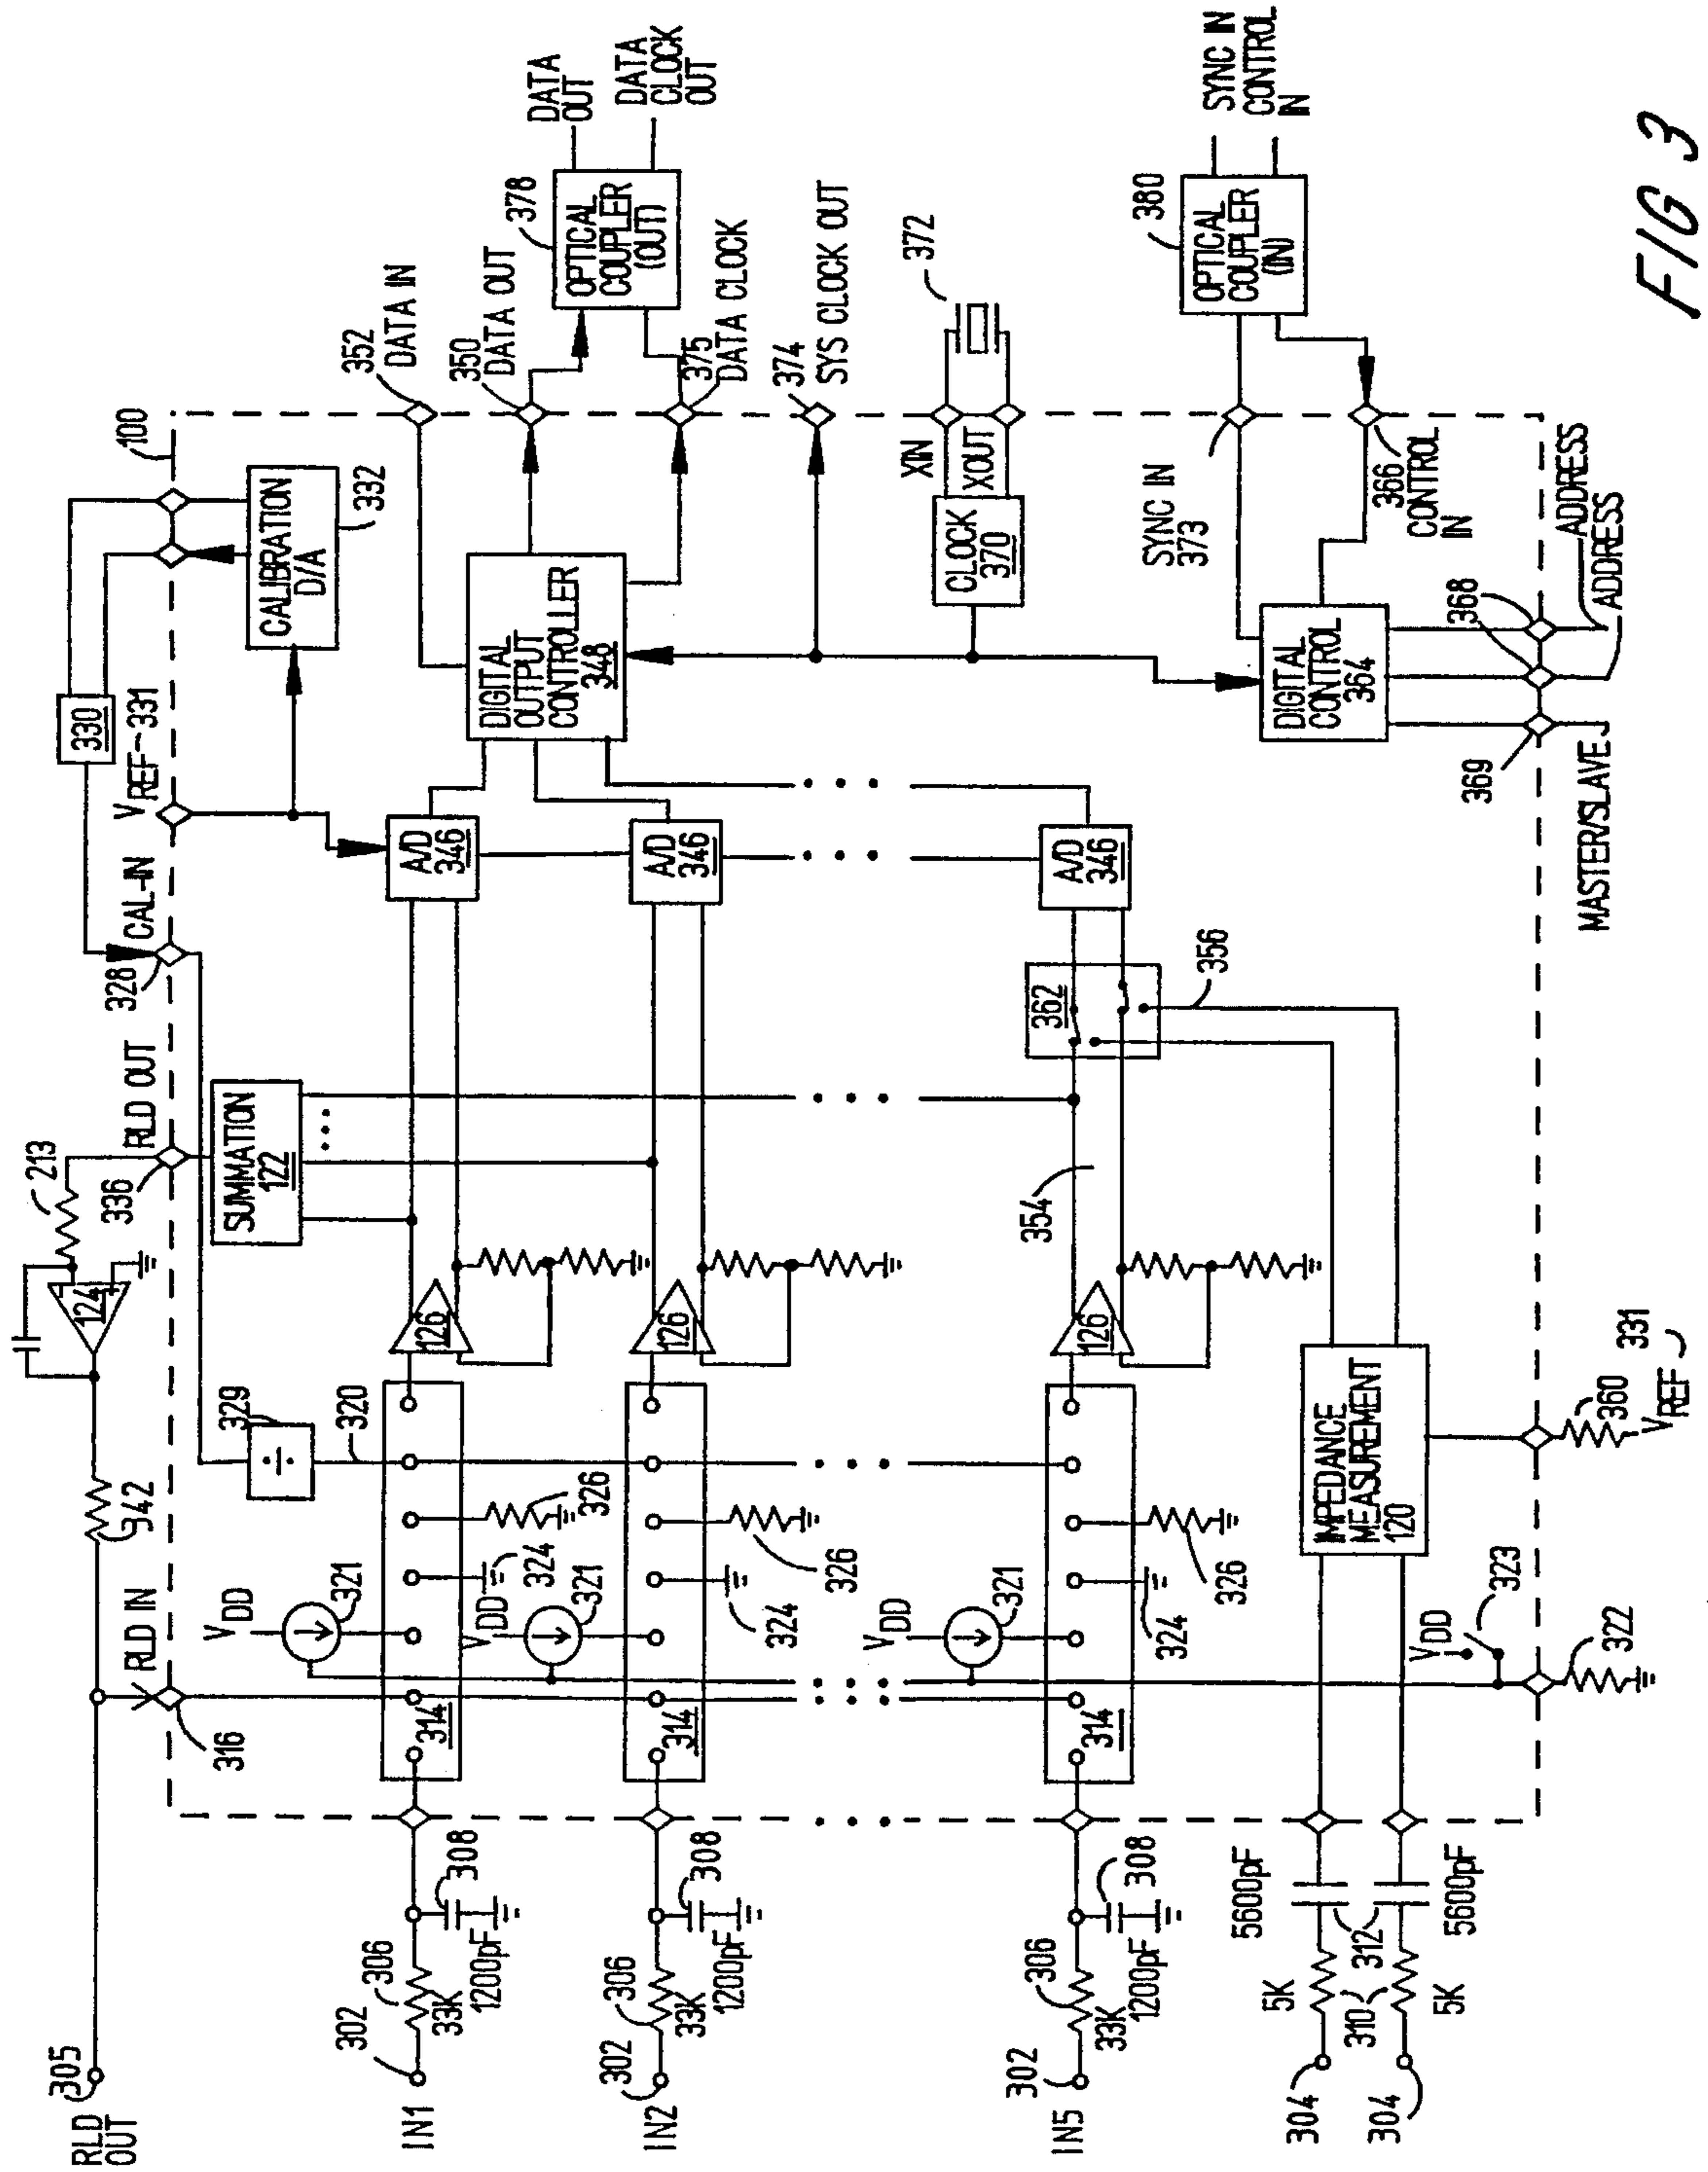 RLD
OUT
305
942
124
213
336
RLD OUT
328
CAL-IN
V REF 331
330
CALIBRATION
D/A
332
100
316
RLD IN
329
÷
320
SUMMATION
122
VDD
321
324
326
IN1
302
306
33K
308
1200pF
314
126
A/D
346
DIGITAL
OUTPUT
CONTROLLER
348
352
DATA IN
350
DATA OUT
375
DATA CLOCK
378
OPTICAL
COUPLER
(OUT)
DATA
OUT
DATA
CLOCK
OUT
374
SYS CLOCK OUT
IN2
302
306
33K
308
1200pF
314
VDD
321
324
326
126
A/D
346
CLOCK
370
XIN
XOUT
372
IN5
302
306
33K
308
1200pF
314
VDD
321
324
326
126
354
362
356
A/D
346
SYNC IN
373
DIGITAL
CONTROL
364
366
CONTROL
IN
380
OPTICAL
COUPLER
(IN)
SYNC IN
CONTROL
IN
304
304
5K
310
5K
5600pF
312
5600pF
IMPEDANCE
MEASUREMENT
120
VDD
323
322
360
VREF
331
369
MASTER/SLAVE
368
ADDRESS
ADDRESS
FIG 3